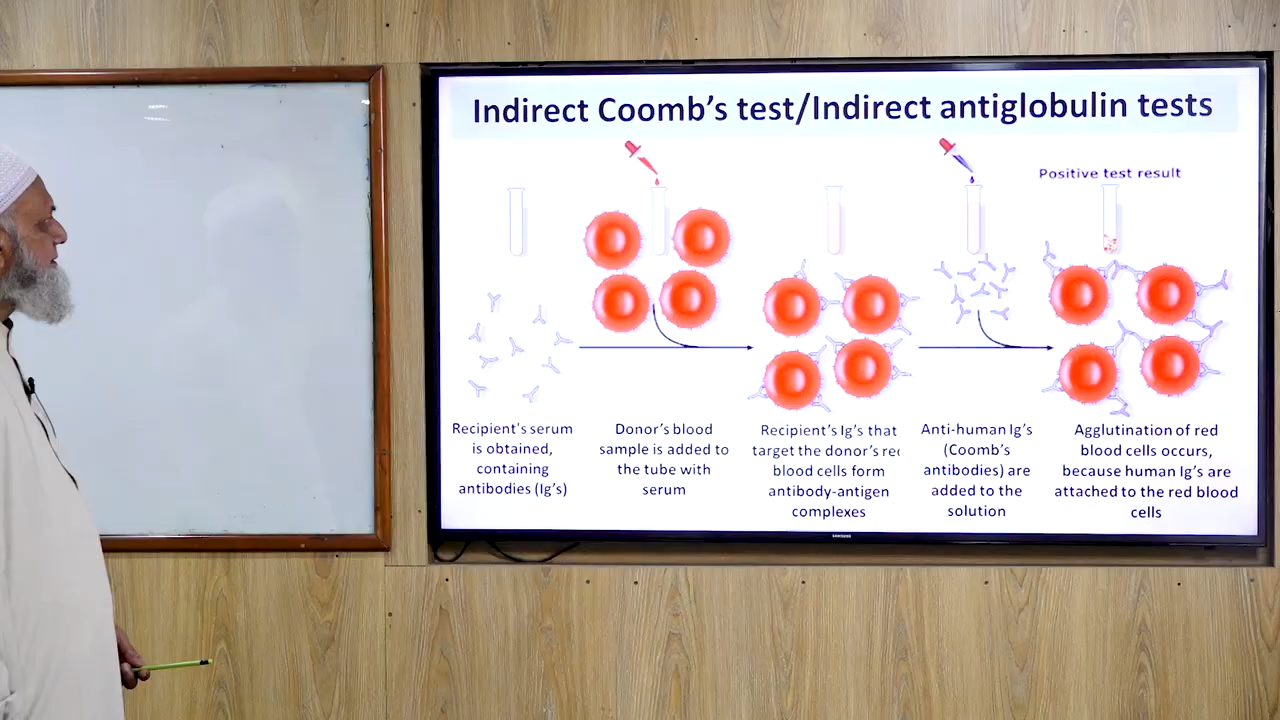 Indirect Coomb's test/Indirect antiglobulin tests
Positive test result
Recipient's serum
is obtained,
containing
antibodies (Ig's)
Donor's blood
sample is added to
the tube with
serum
Recipient's Ig's that
target the donor's rec
blood cells form
antibody-antigen
complexes
Anti-human Ig's
(Coomb's
antibodies) are
added to the
solution
Agglutination of red
blood cells occurs,
because human Ig's are
attached to the red blood
cells
SAMSUNG